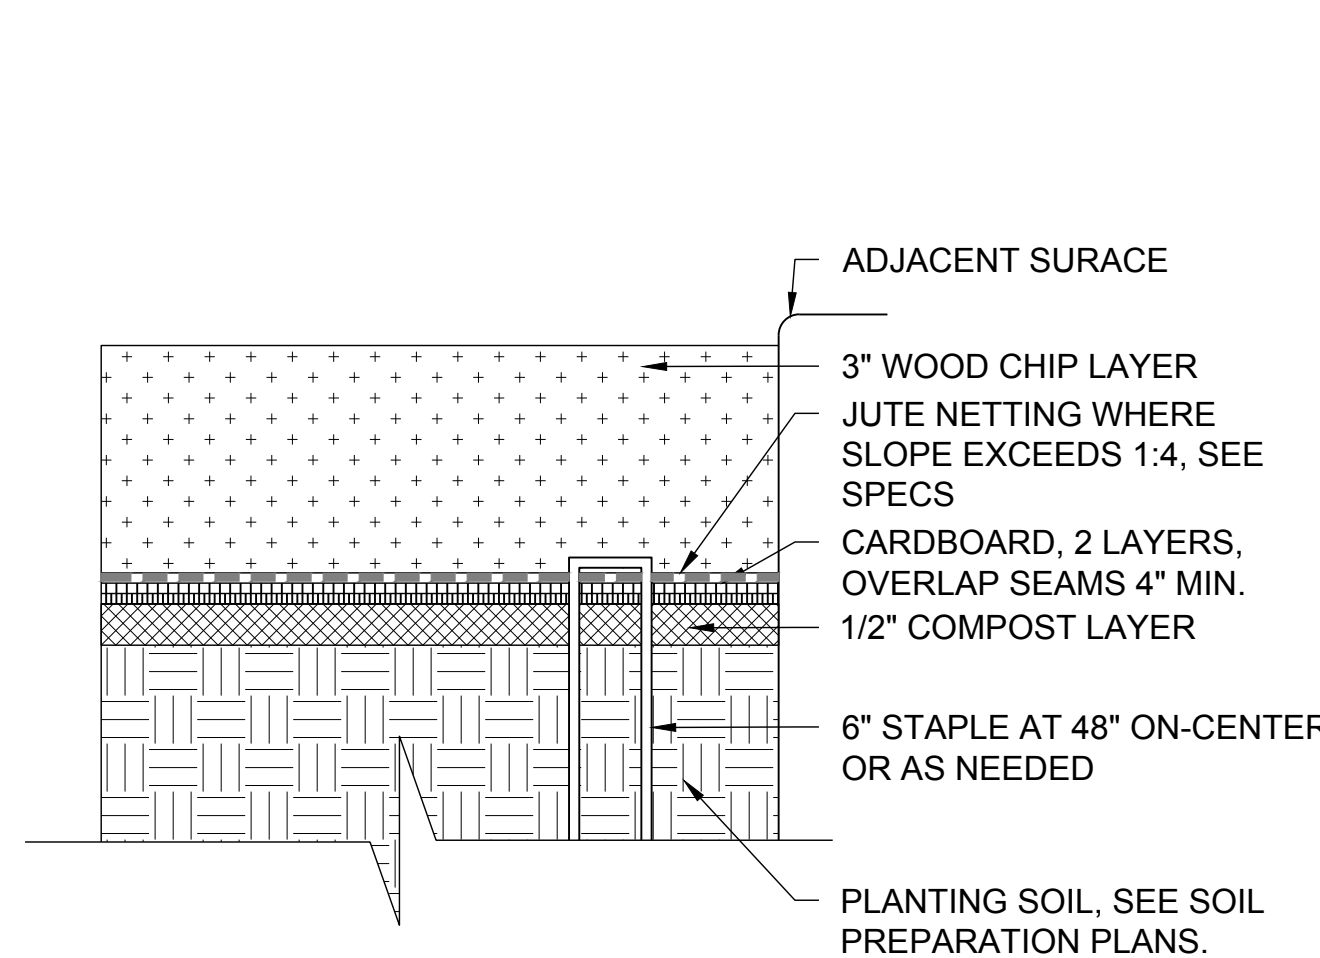 ADJACENT SURACE
3" WOOD CHIP LAYER
JUTE NETTING WHERE
SLOPE EXCEEDS 1:4, SEE
SPECS
CARDBOARD, 2 LAYERS,
OVERLAP SEAMS 4" MIN.
1/2" COMPOST LAYER
6" STAPLE AT 48" ON-CENTER
OR AS NEEDED
PLANTING SOIL, SEE SOIL
PREPARATION PLANS.